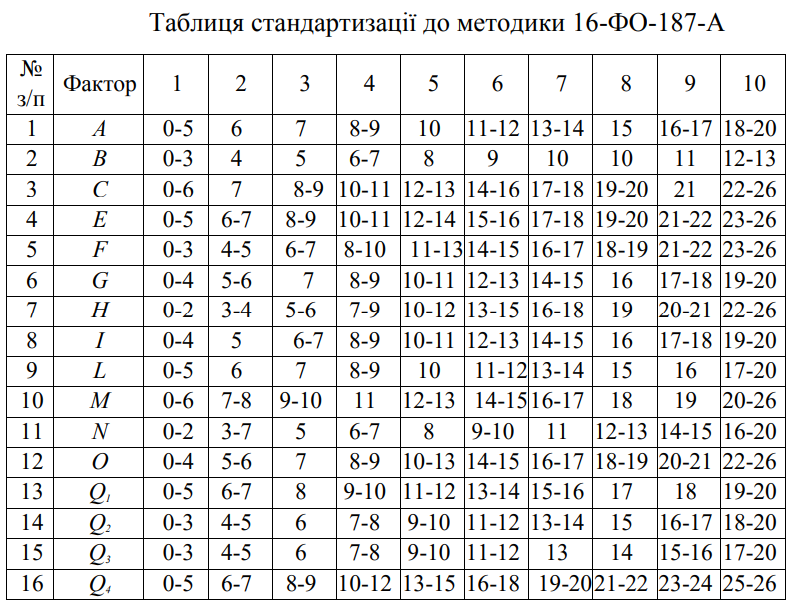 Таблиця стандартизації до методики 16-ФО-187-А
№ з/п Фактор 1 2 3 4 5 6 7 8 9 10
1 A 0-5 6 7 8-9 10 11-12 13-14 15 16-17 18-20
2 B 0-3 4 5 6-7 8 9 10 10 11 12-13
3 C 0-6 7 8-9 10-11 12-13 14-16 17-18 19-20 21 22-26
4 E 0-5 6-7 8-9 10-11 12-14 15-16 17-18 19-20 21-22 23-26
5 F 0-3 4-5 6-7 8-10 11-13 14-15 16-17 18-19 21-22 23-26
6 G 0-4 5-6 7 8-9 10-11 12-13 14-15 16 17-18 19-20
7 H 0-2 3-4 5-6 7-9 10-12 13-15 16-18 19 20-21 22-26
8 I 0-4 5 6-7 8-9 10-11 12-13 14-15 16 17-18 19-20
9 L 0-5 6 7 8-9 10 11-12 13-14 15 16 17-20
10 M 0-6 7-8 9-10 11 12-13 14-15 16-17 18 19 20-26
11 N 0-2 3-7 5 6-7 8 9-10 11 12-13 14-15 16-20
12 O 0-4 5-6 7 8-9 10-13 14-15 16-17 18-19 20-21 22-26
13 Q₁ 0-5 6-7 8 9-10 11-12 13-14 15-16 17 18 19-20
14 Q₂ 0-3 4-5 6 7-8 9-10 11-12 13-14 15 16-17 18-20
15 Q₃ 0-3 4-5 6 7-8 9-10 11-12 13 14 15-16 17-20
16 Q₄ 0-5 6-7 8-9 10-12 13-15 16-18 19-20 21-22 23-24 25-26